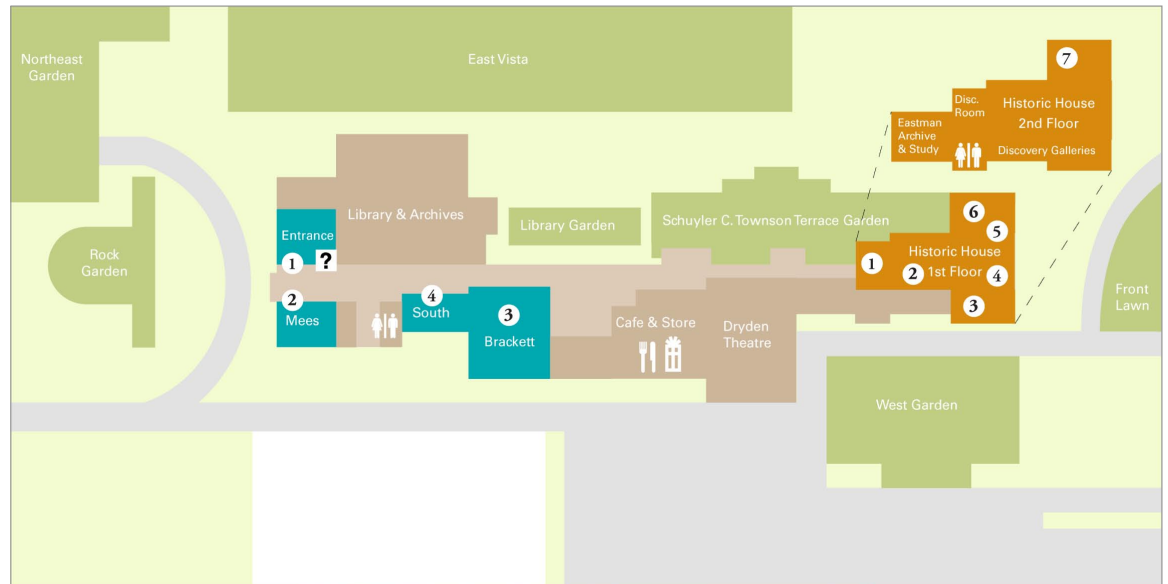 Northeast
Garden
East Vista
7
Disc.
Room
Historic House
2nd Floor
Eastman
Archive
& Study
Discovery Galleries
Library & Archives
Entrance
?
1
Rock
Garden
Library Garden
Schuyler C. Townson Terrace Garden
6
5
Historic House
1st Floor
1
2
4
3
Front
Lawn
2
Mees
4
South
3
Brackett
Cafe & Store
Dryden
Theatre
West Garden